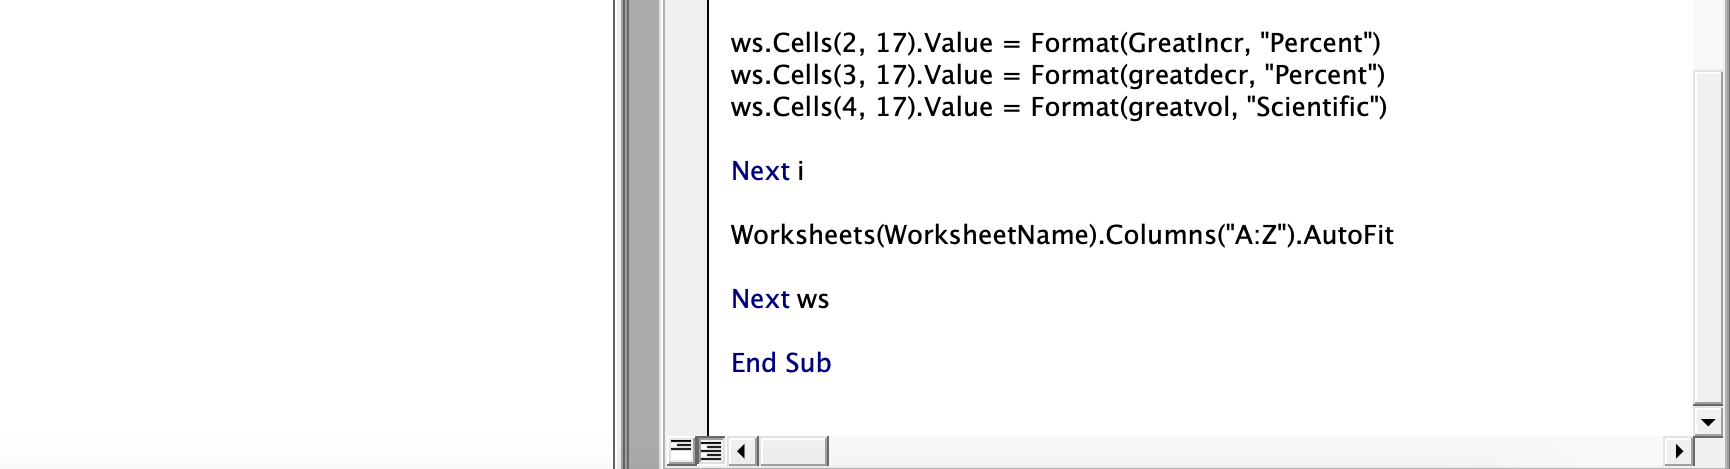 ws.Cells(2, 17).Value = Format(GreatIncr, "Percent")
ws.Cells(3, 17).Value = Format(greatdecr, "Percent")
ws.Cells(4, 17).Value = Format(greatvol, "Scientific")
Next i
Worksheets(WorksheetName).Columns("A:Z").AutoFit
Next ws
End Sub